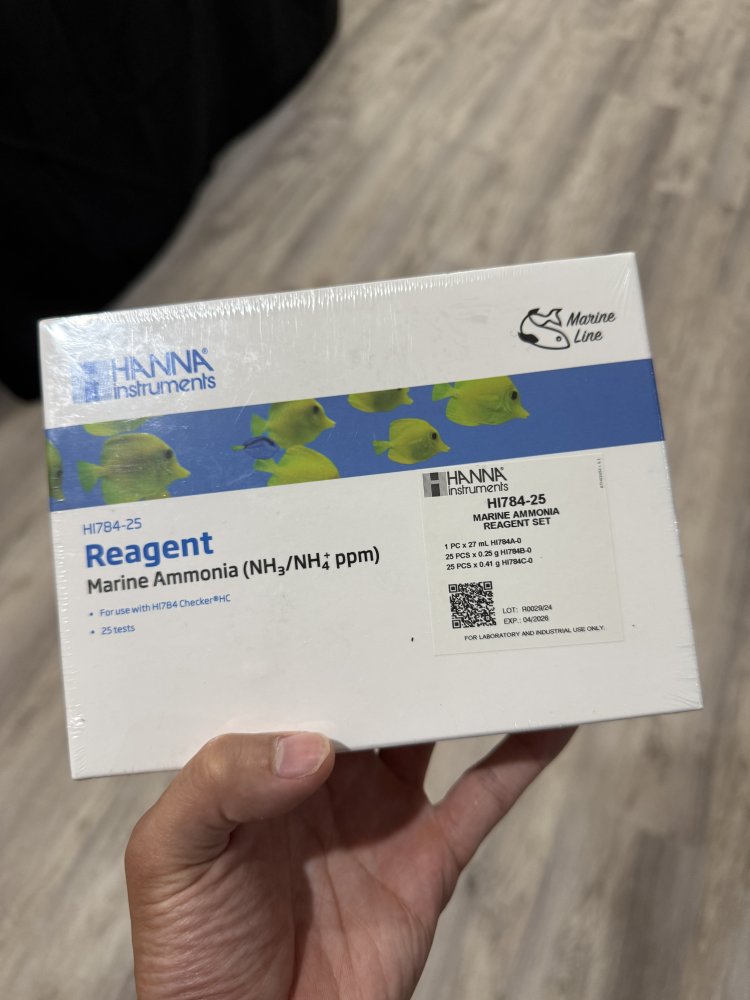 HANNA®
instruments
Marine
Line
HI784-25
Reagent
Marine Ammonia (NH₃/NH₄⁺ ppm)
• For use with HI784 Checker®HC
• 25 tests
HANNA®
instruments
HI784-25
MARINE AMMONIA
REAGENT SET
1 PC x 27 mL HI784A-0
25 PCS x 0.25 g HI784B-0
25 PCS x 0.41 g HI784C-0
LOT: R0029/24
EXP.: 04/2026
FOR LABORATORY AND INDUSTRIAL USE ONLY.